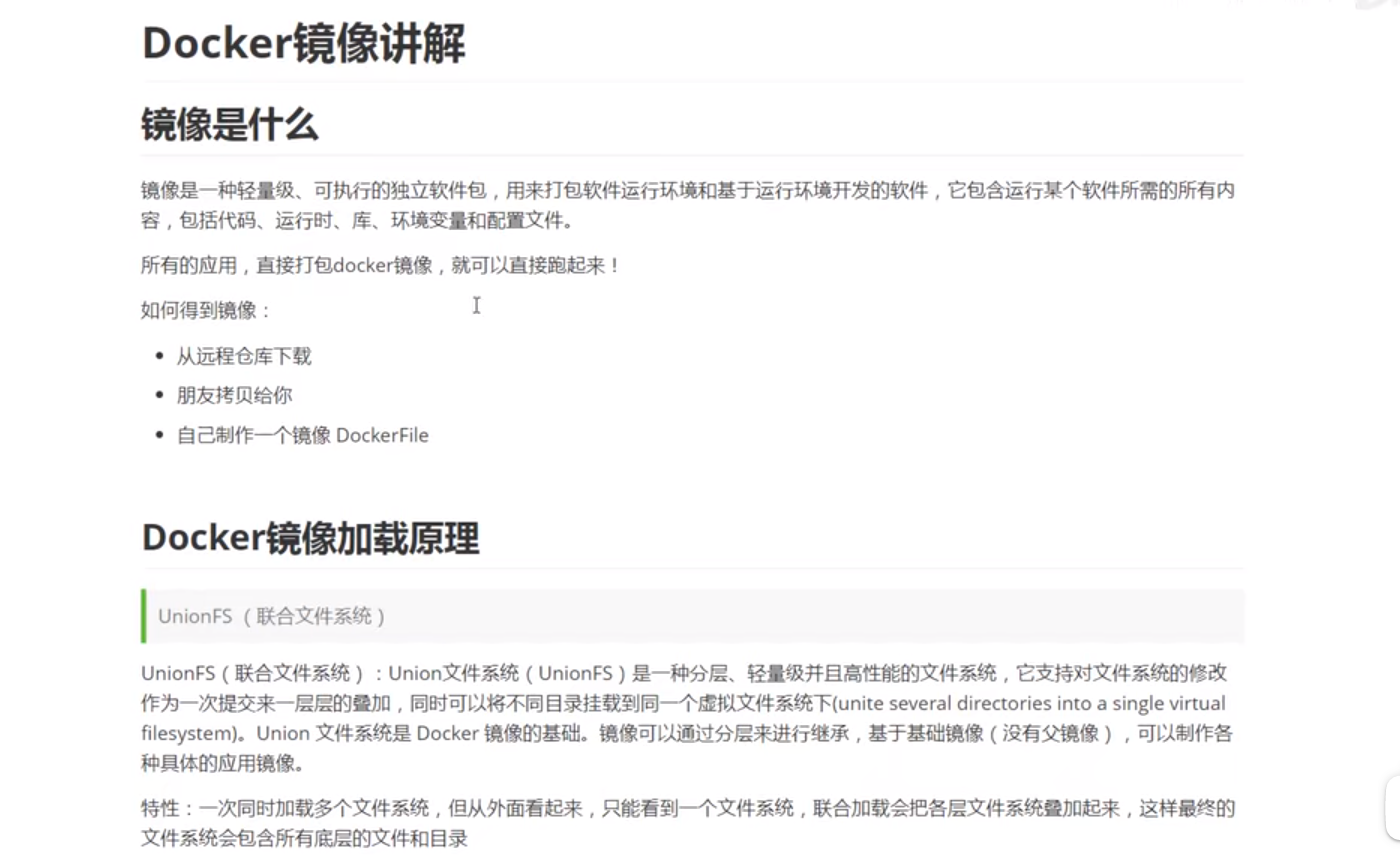 Docker镜像讲解
镜像是什么
镜像是一种轻量级、可执行的独立软件包，用来打包软件运行环境和基于运行环境开发的软件，它包含运行某个软件所需的所有内
容，包括代码、运行时、库、环境变量和配置文件。
所有的应用，直接打包docker镜像，就可以直接跑起来！
如何得到镜像：
• 从远程仓库下载
• 朋友拷贝给你
• 自己制作一个镜像 DockerFile
Docker镜像加载原理
UnionFS （联合文件系统）
UnionFS（联合文件系统）：Union文件系统（UnionFS）是一种分层、轻量级并且高性能的文件系统，它支持对文件系统的修改
作为一次提交来一层层的叠加，同时可以将不同目录挂载到同一个虚拟文件系统下(unite several directories into a single virtual
filesystem)。Union 文件系统是 Docker 镜像的基础。镜像可以通过分层来进行继承，基于基础镜像（没有父镜像），可以制作各
种具体的应用镜像。
特性：一次同时加载多个文件系统，但从外面看起来，只能看到一个文件系统，联合加载会把各层文件系统叠加起来，这样最终的
文件系统会包含所有底层的文件和目录